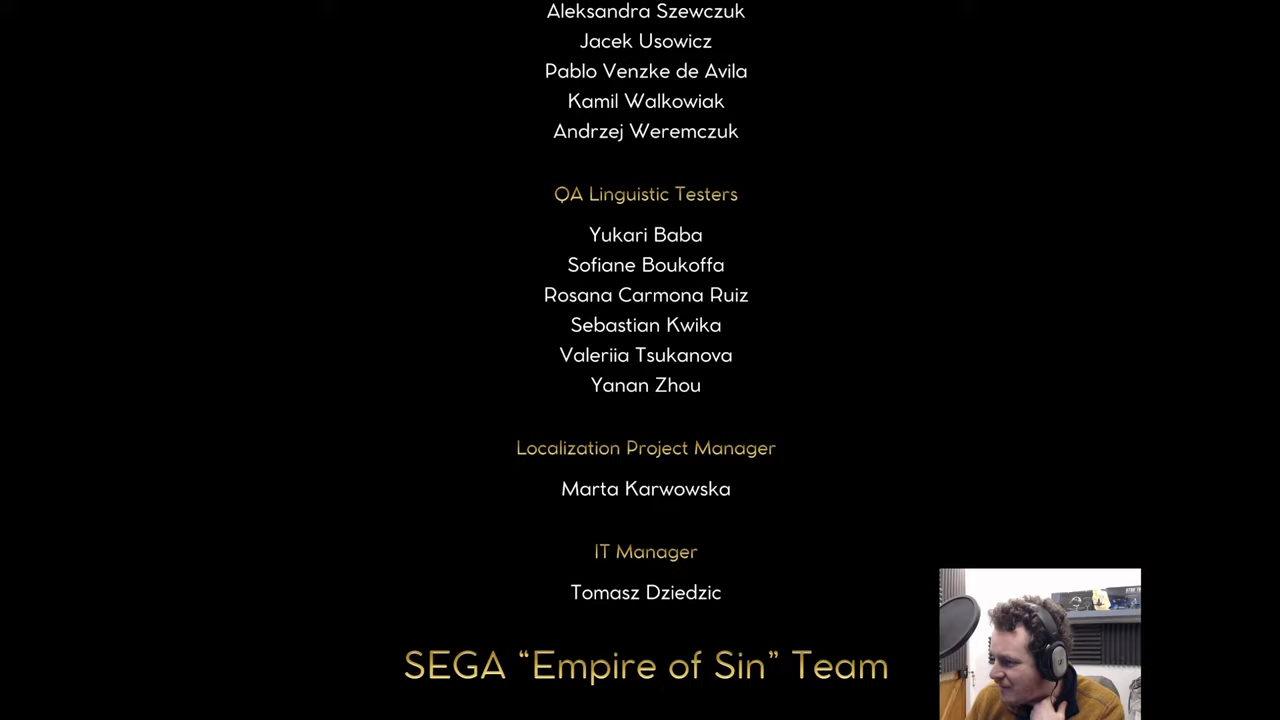 Aleksandra Szewczuk
Jacek Usowicz
Pablo Venzke de Avila
Kamil Walkowiak
Andrzej Weremczuk
QA Linguistic Testers
Yukari Baba
Sofiane Boukoffa
Rosana Carmona Ruiz
Sebastian Kwika
Valeriia Tsukanova
Yanan Zhou
Localization Project Manager
Marta Karwowska
IT Manager
Tomasz Dziedzic
SEGA “Empire of Sin” Team